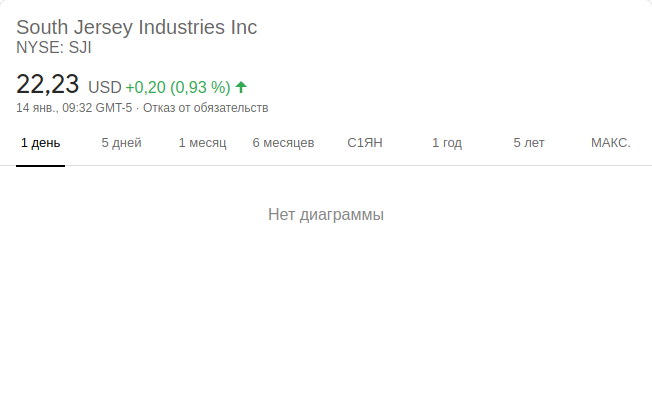 South Jersey Industries Inc
NYSE: SJI
22,23 USD +0,20 (0,93 %)
14 янв., 09:32 GMT-5 · Отказ от обязательств
1 день 5 дней 1 месяц 6 месяцев С1ЯН 1 год 5 лет МАКС.
Нет диаграммы